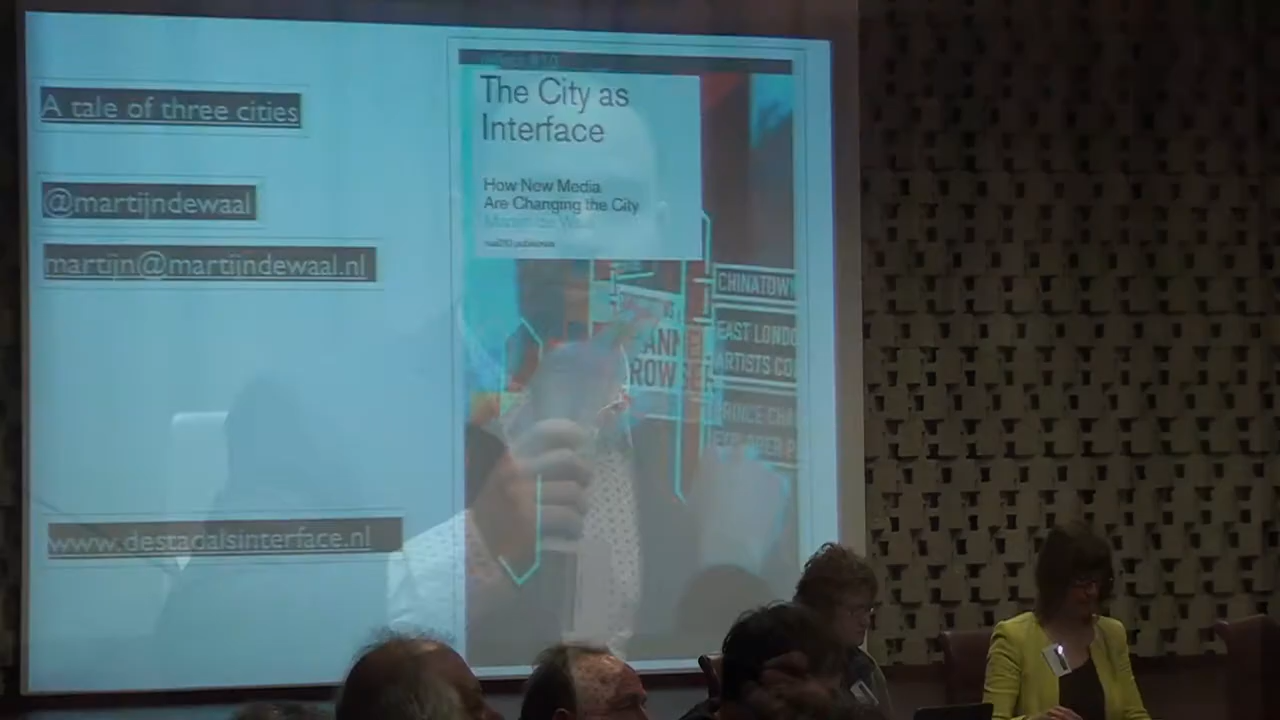 A tale of three cities
@martijndewaal
martijn@martijndewaal.nl
www.destadalsinterface.nl
The City as
Interface
How New Media
Are Changing the City
CHINATOWN
EAST LONDO
ARTISTS CO